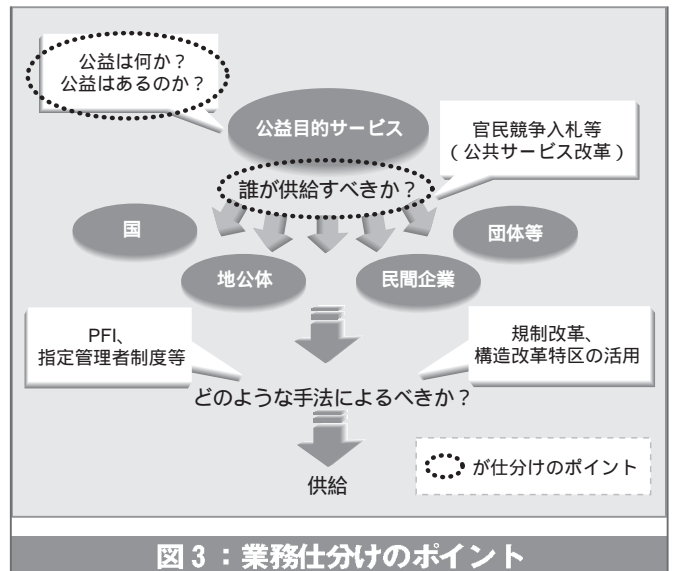 公益は何か？
公益はあるのか？
公益目的サービス
官民競争入札等
（公共サービス改革）
誰が供給すべきか？
国
団体等
地公体
民間企業
PFI、
指定管理者制度等
規制改革、
構造改革特区の活用
どのような手法によるべきか？
が仕分けのポイント
供給
図３：業務仕分けのポイント